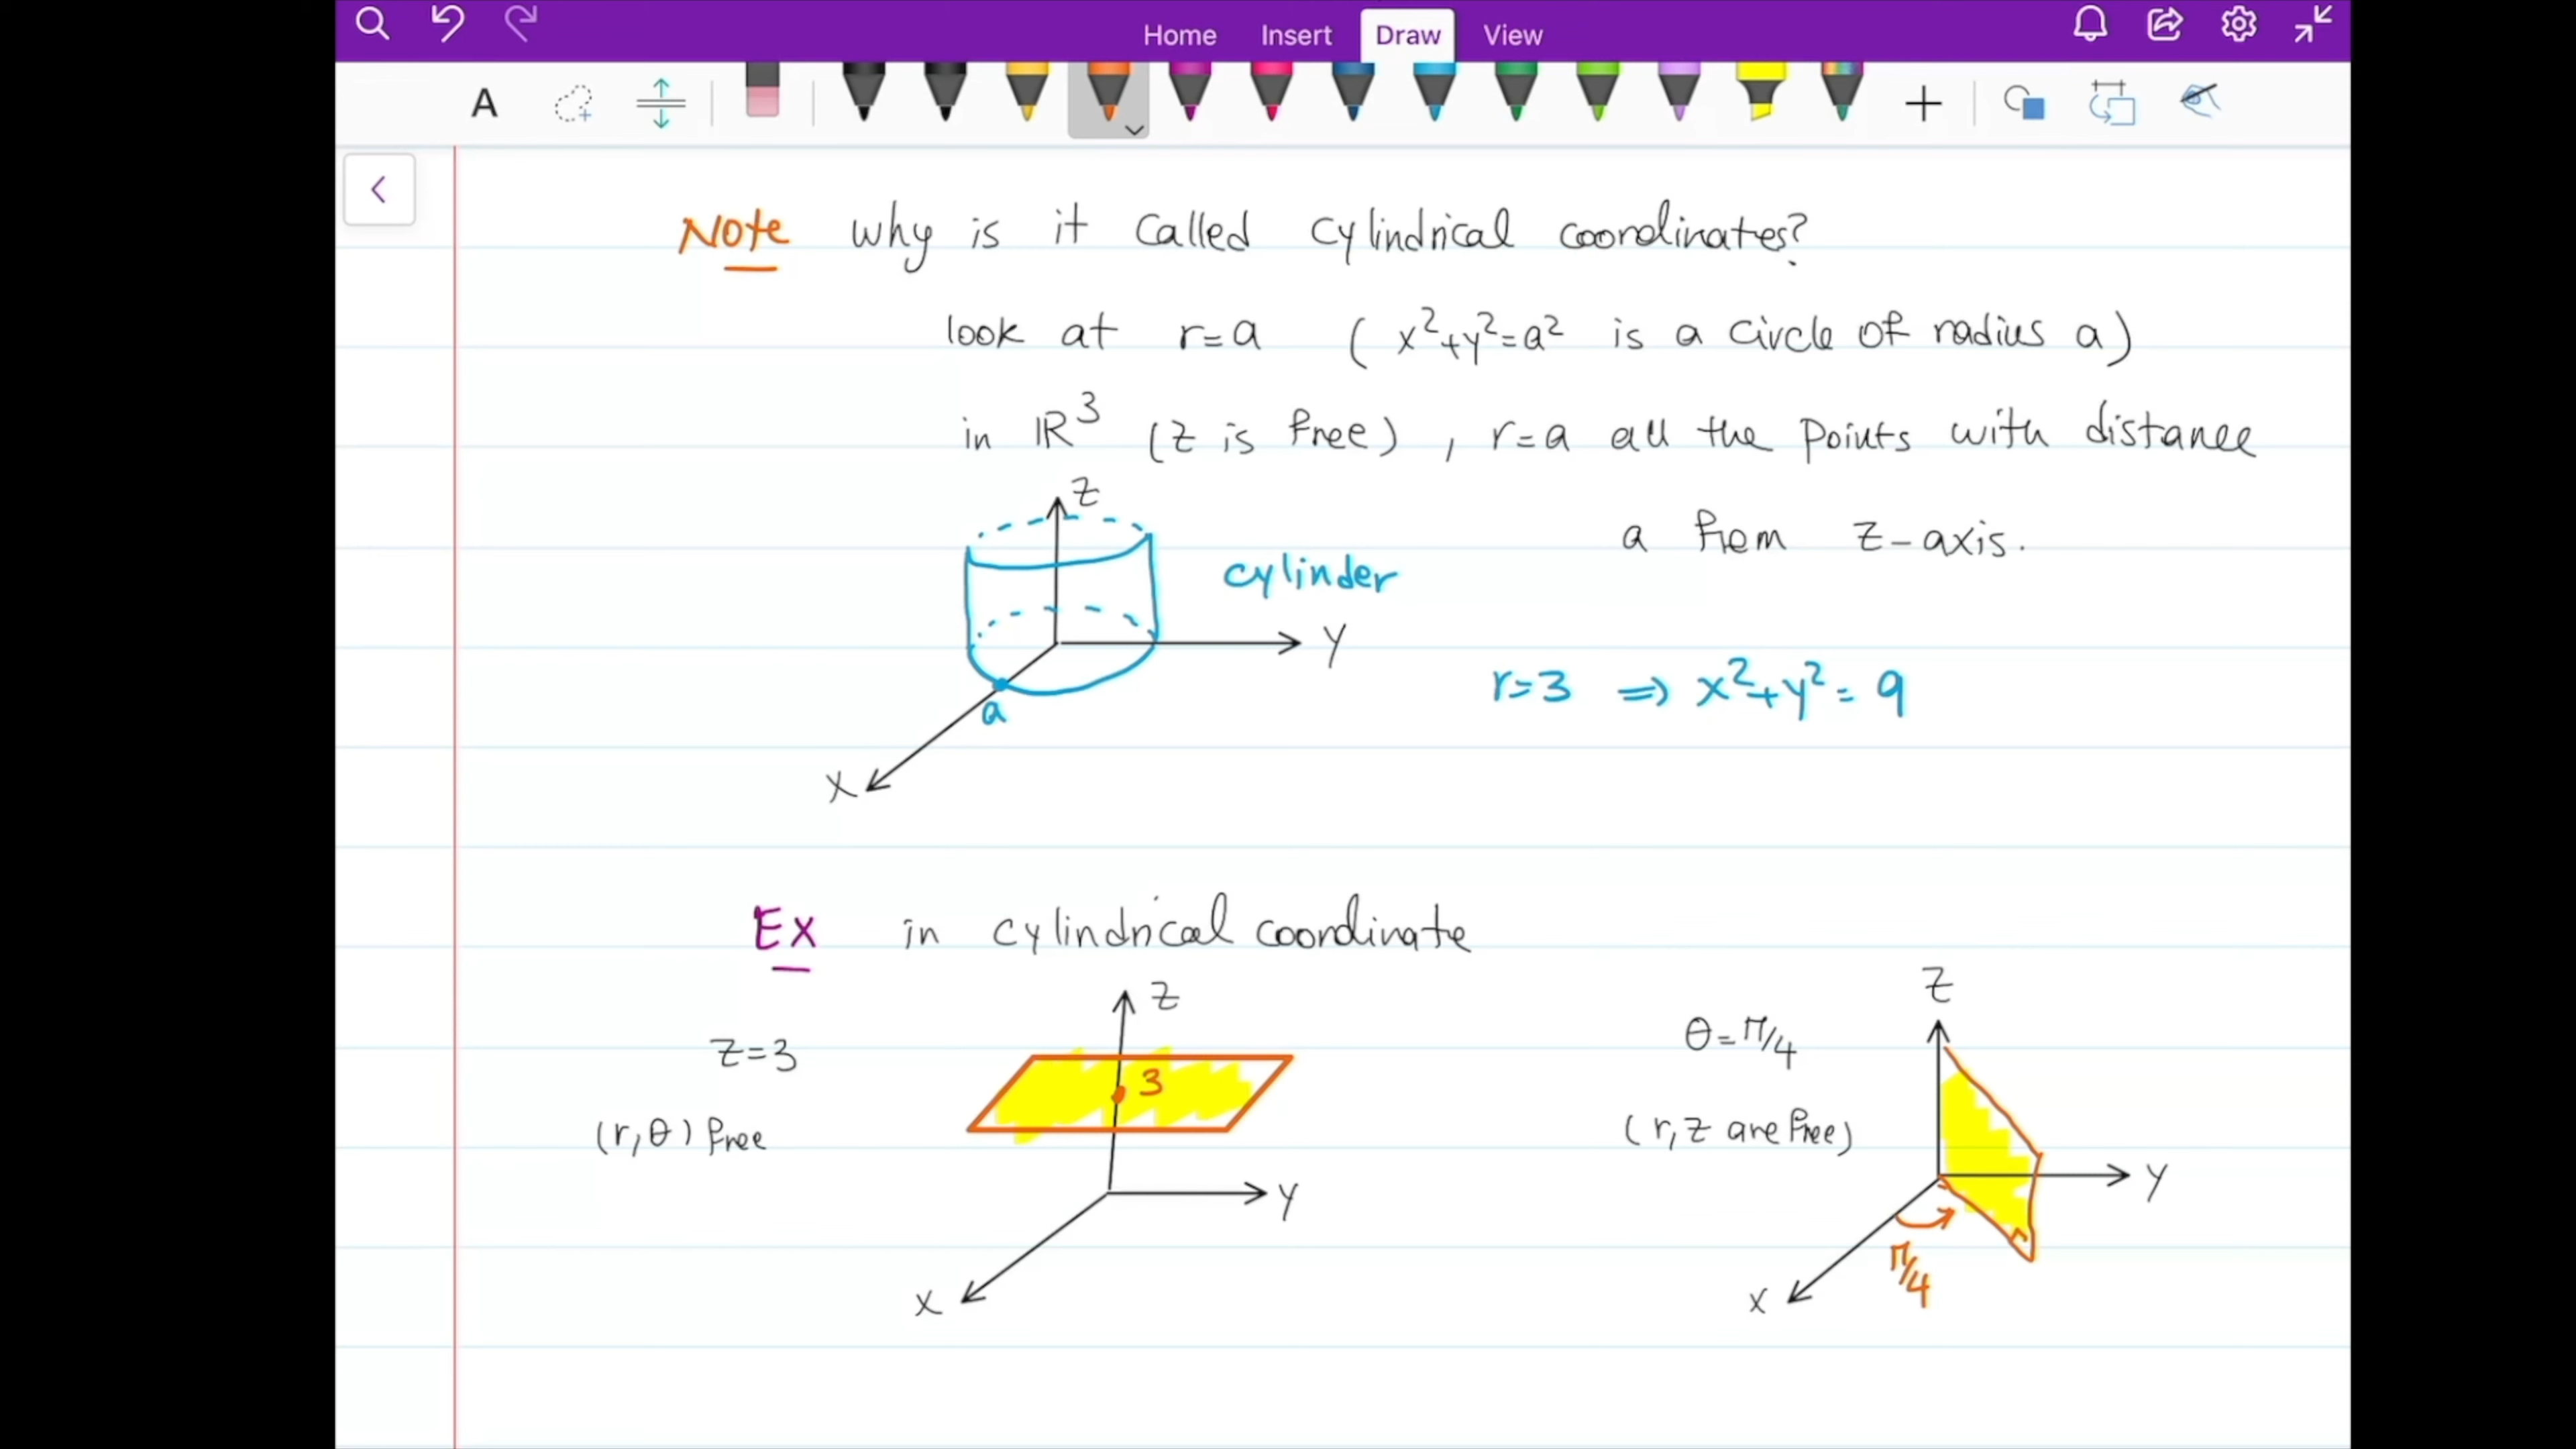 Home Insert Draw View
A
Note why is it called cylindrical coordinates?
look at r=a (x²+y²=a² is a circle of radius a)
in ℝ³ (z is free), r=a all the points with distance
a from z-axis.
z
cylinder
y
a
x
r=3 ⇒ x²+y²=9
Ex in cylindrical coordinate
z=3
(r,θ) free
z
3
y
x
θ=π/4
(r,z are free)
z
y
π/4
x